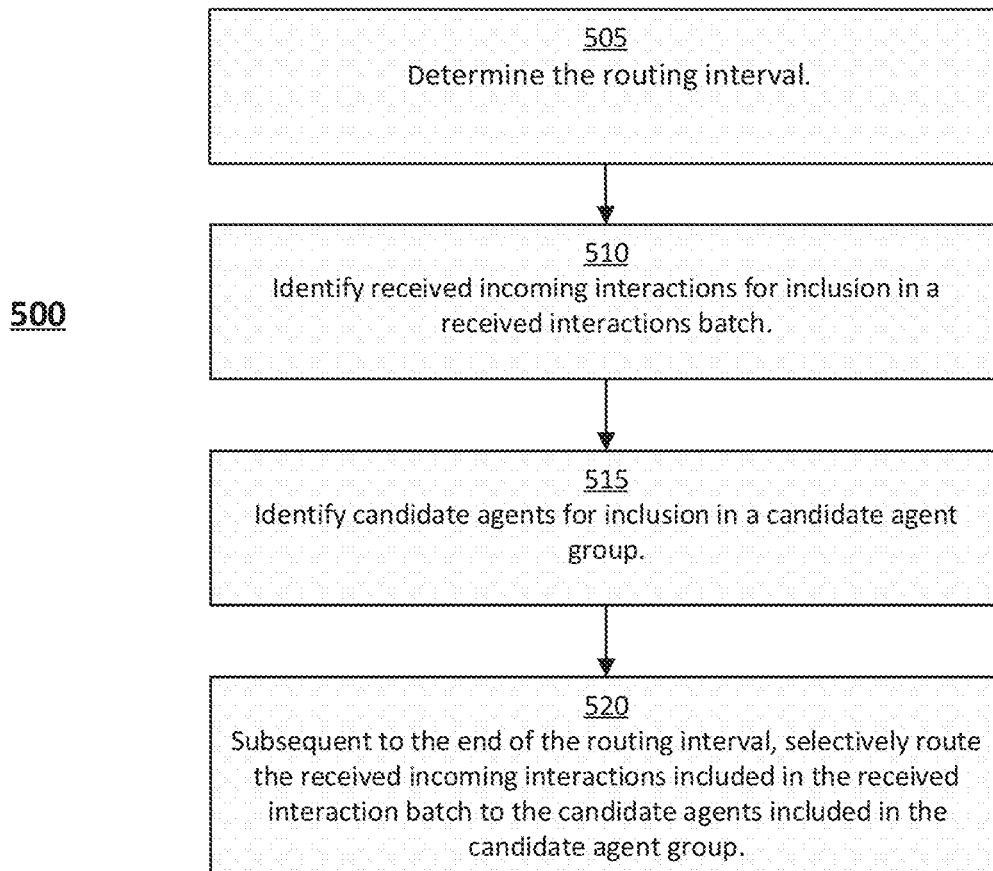 505
Determine the routing interval.
510
Identify received incoming interactions for inclusion in a
received interactions batch.
500
515
Identify candidate agents for inclusion in a candidate agent
group.
520
Subsequent to the end of the routing interval, selectively route
the received incoming interactions included in the received
interaction batch to the candidate agents included in the
candidate agent group.